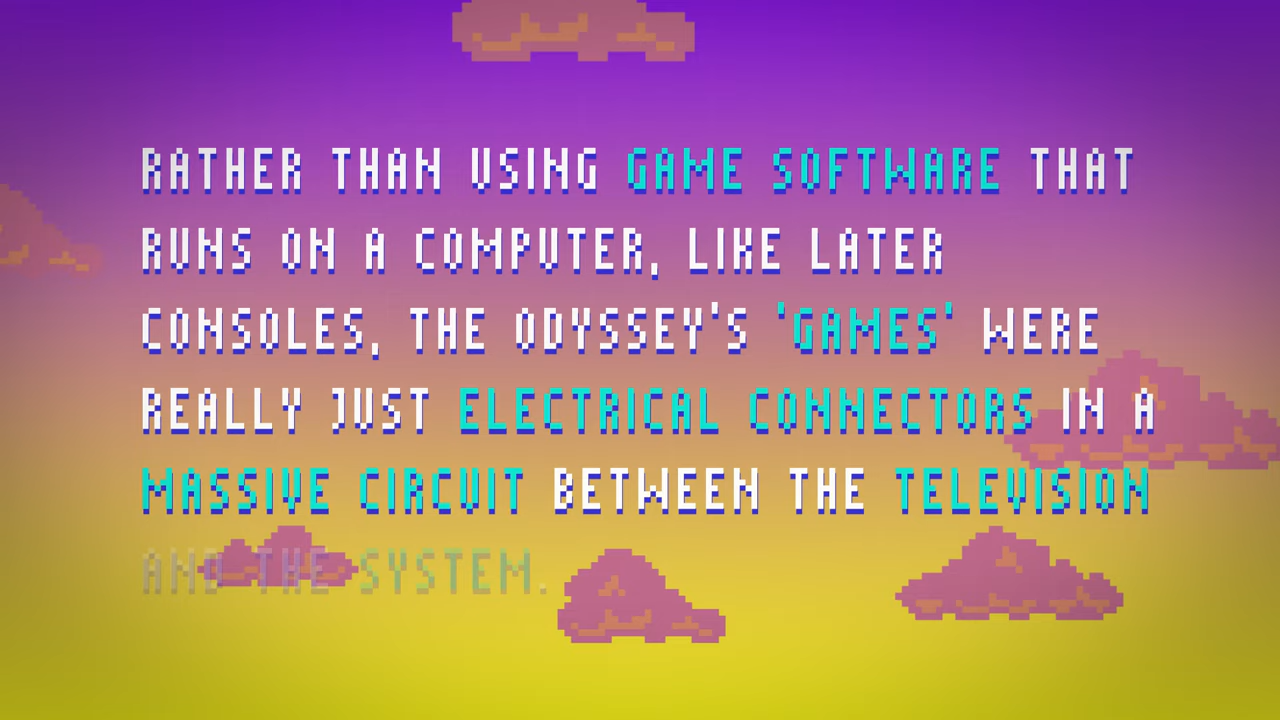 RATHER THAN USING GAME SOFTWARE THAT
RUNS ON A COMPUTER, LIKE LATER
CONSOLES, THE ODYSSEY'S 'GAMES' WERE
REALLY JUST ELECTRICAL CONNECTORS IN A
MASSIVE CIRCUIT BETWEEN THE TELEVISION
AND THE SYSTEM.